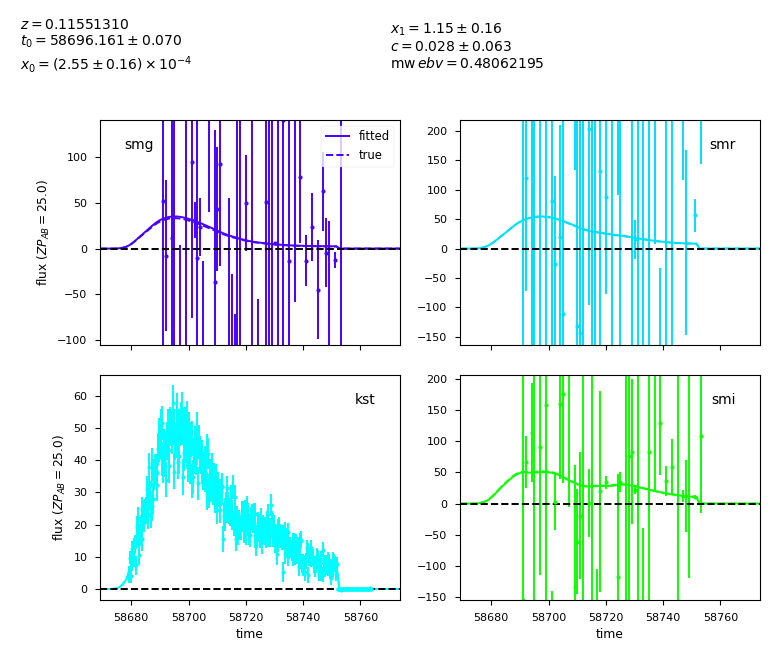 z = 0.11551310
t₀ = 58696.161 ± 0.070
x₀ = (2.55 ± 0.16) × 10⁻⁴
x₁ = 1.15 ± 0.16
c = 0.028 ± 0.063
mw ebv = 0.48062195
smg
fitted
true
flux (ZP_AB = 25.0)
100
50
0
−50
−100
smr
200
150
100
50
0
−50
−100
−150
kst
flux (ZP_AB = 25.0)
60
50
40
30
20
10
0
58680 58700 58720 58740 58760
time
smi
200
150
100
50
0
−50
−100
−150
58680 58700 58720 58740 58760
time